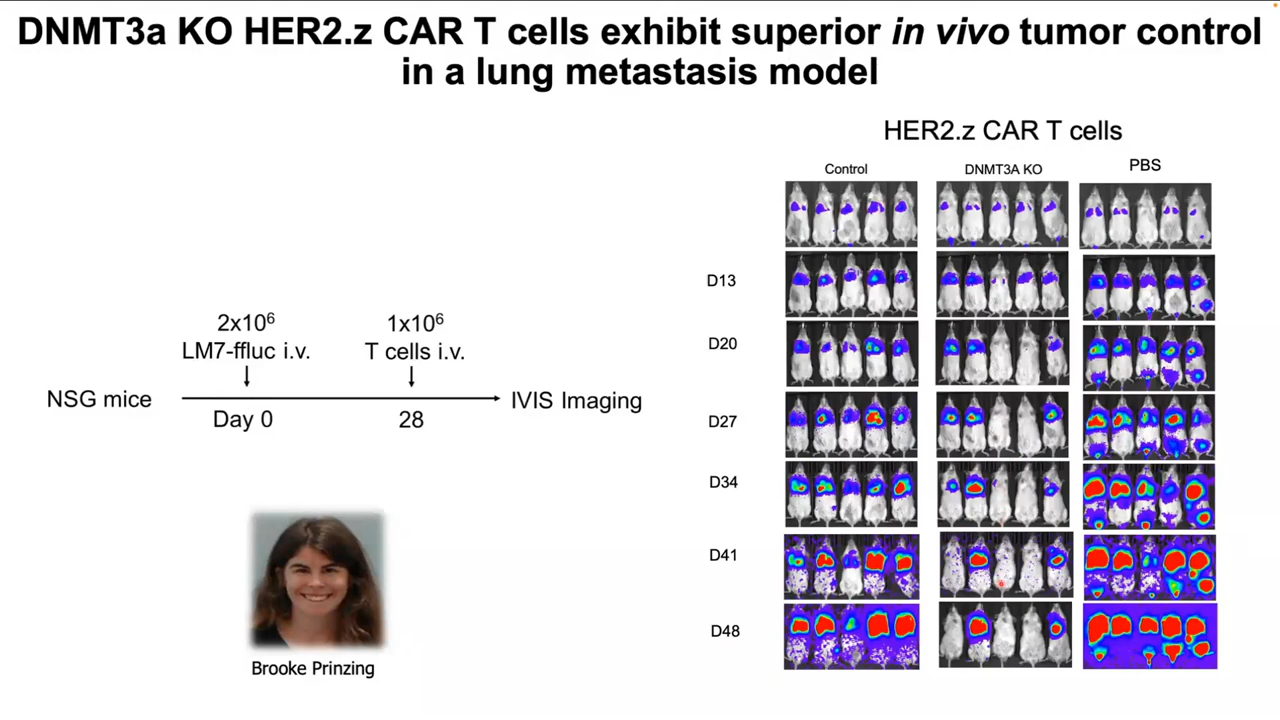 DNMT3a KO HER2.z CAR T cells exhibit superior in vivo tumor control
in a lung metastasis model
HER2.z CAR T cells
Control
DNMT3A KO
PBS
D13
D20
D27
D34
D41
D48
2x10⁶
LM7-ffluc i.v.
1x10⁶
T cells i.v.
NSG mice
Day 0
28
IVIS Imaging
Brooke Prinzing